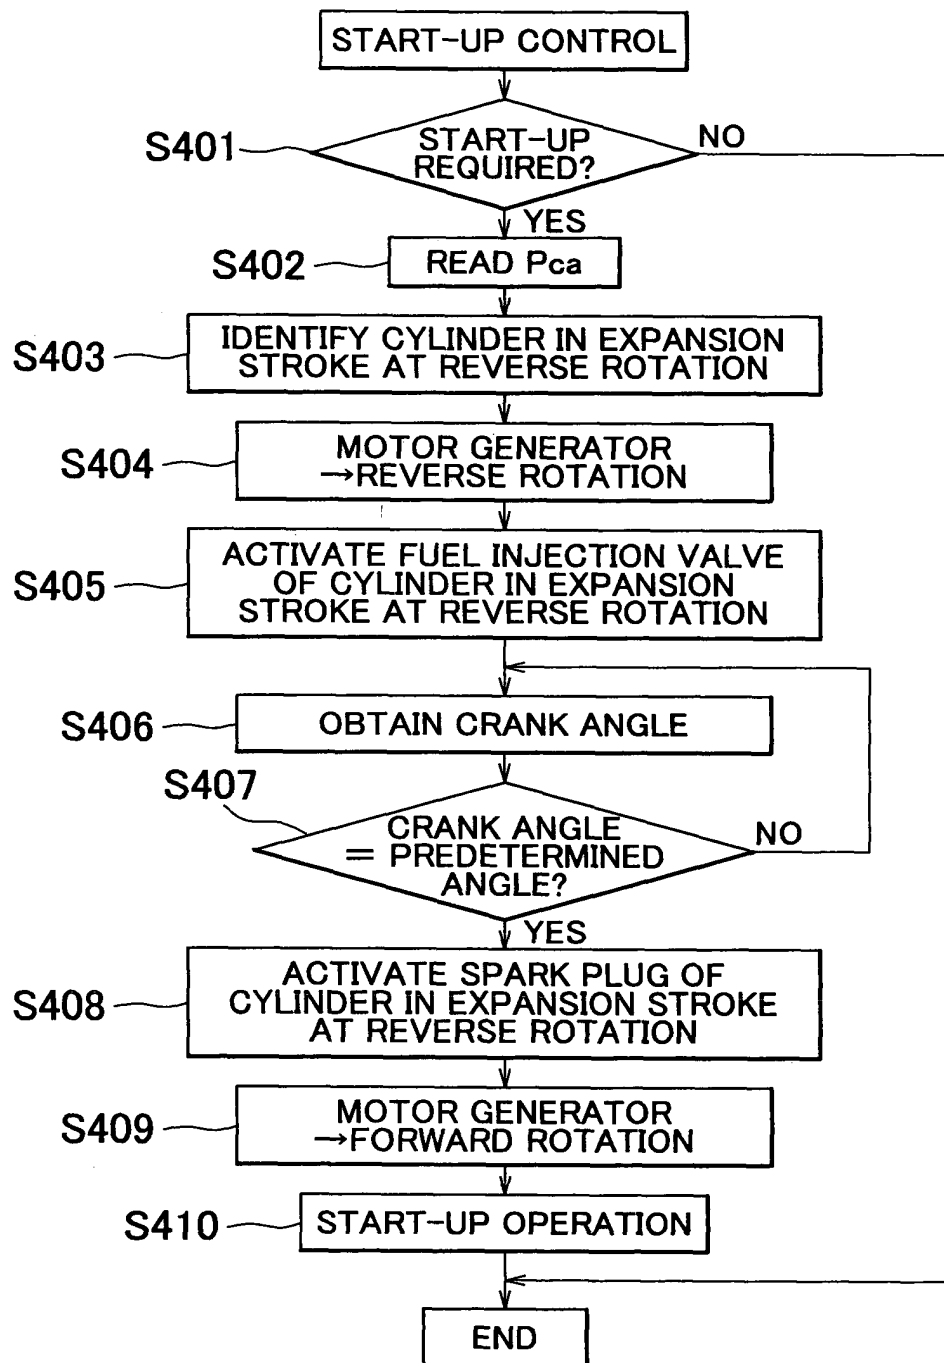 START-UP CONTROL
S401
START-UP
REQUIRED?
NO
YES
S402
READ Pca
S403
IDENTIFY CYLINDER IN EXPANSION
STROKE AT REVERSE ROTATION
S404
MOTOR GENERATOR
→REVERSE ROTATION
S405
ACTIVATE FUEL INJECTION VALVE
OF CYLINDER IN EXPANSION
STROKE AT REVERSE ROTATION
S406
OBTAIN CRANK ANGLE
S407
CRANK ANGLE
= PREDETERMINED
ANGLE?
NO
YES
S408
ACTIVATE SPARK PLUG OF
CYLINDER IN EXPANSION STROKE
AT REVERSE ROTATION
S409
MOTOR GENERATOR
→FORWARD ROTATION
S410
START-UP OPERATION
END